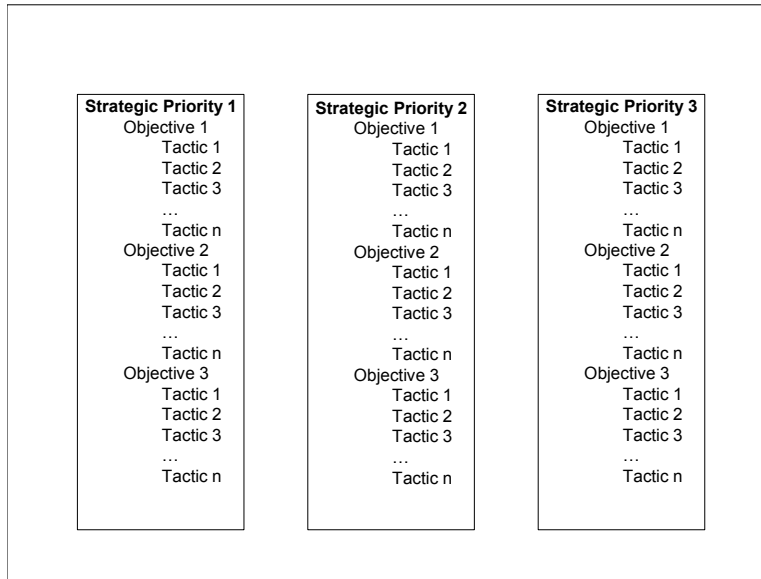 Strategic Priority 1
Objective 1
Tactic 1
Tactic 2
Tactic 3
…
Tactic n
Objective 2
Tactic 1
Tactic 2
Tactic 3
…
Tactic n
Objective 3
Tactic 1
Tactic 2
Tactic 3
…
Tactic n
Strategic Priority 2
Objective 1
Tactic 1
Tactic 2
Tactic 3
…
Tactic n
Objective 2
Tactic 1
Tactic 2
Tactic 3
…
Tactic n
Objective 3
Tactic 1
Tactic 2
Tactic 3
…
Tactic n
Strategic Priority 3
Objective 1
Tactic 1
Tactic 2
Tactic 3
…
Tactic n
Objective 2
Tactic 1
Tactic 2
Tactic 3
…
Tactic n
Objective 3
Tactic 1
Tactic 2
Tactic 3
…
Tactic n